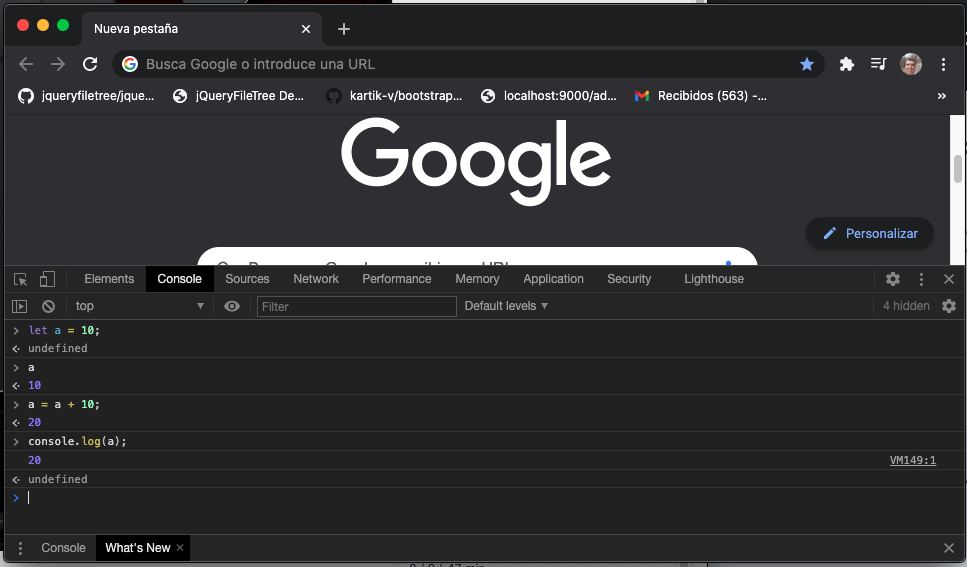 Nueva pestaña
Busca Google o introduce una URL
jqueryfiletree/jque...
jQueryFileTree De...
kartik-v/bootstrap...
localhost:9000/ad...
Recibidos (563) -...
»
Google
Personalizar
Elements Console Sources Network Performance Memory Application Security Lighthouse
top Filter Default levels 4 hidden
> let a = 10;
undefined
> a
10
> a = a + 10;
20
> console.log(a);
20 VM149:1
undefined
>
Console What's New